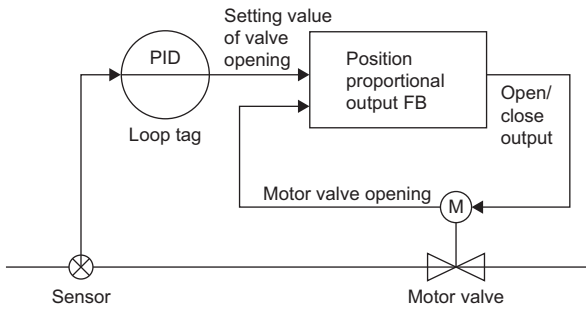 Setting value
of valve
opening
PID
Loop tag
Position
proportional
output FB
Open/
close
output
Motor valve opening
M
Sensor
Motor valve